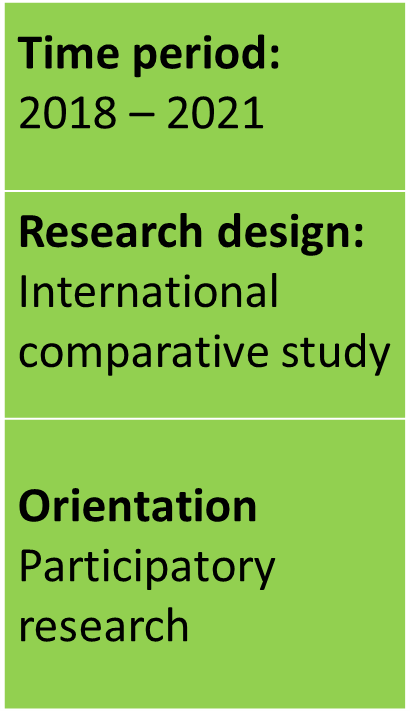 Time period:
2018 – 2021
Research design:
International
comparative study
Orientation
Participatory
research